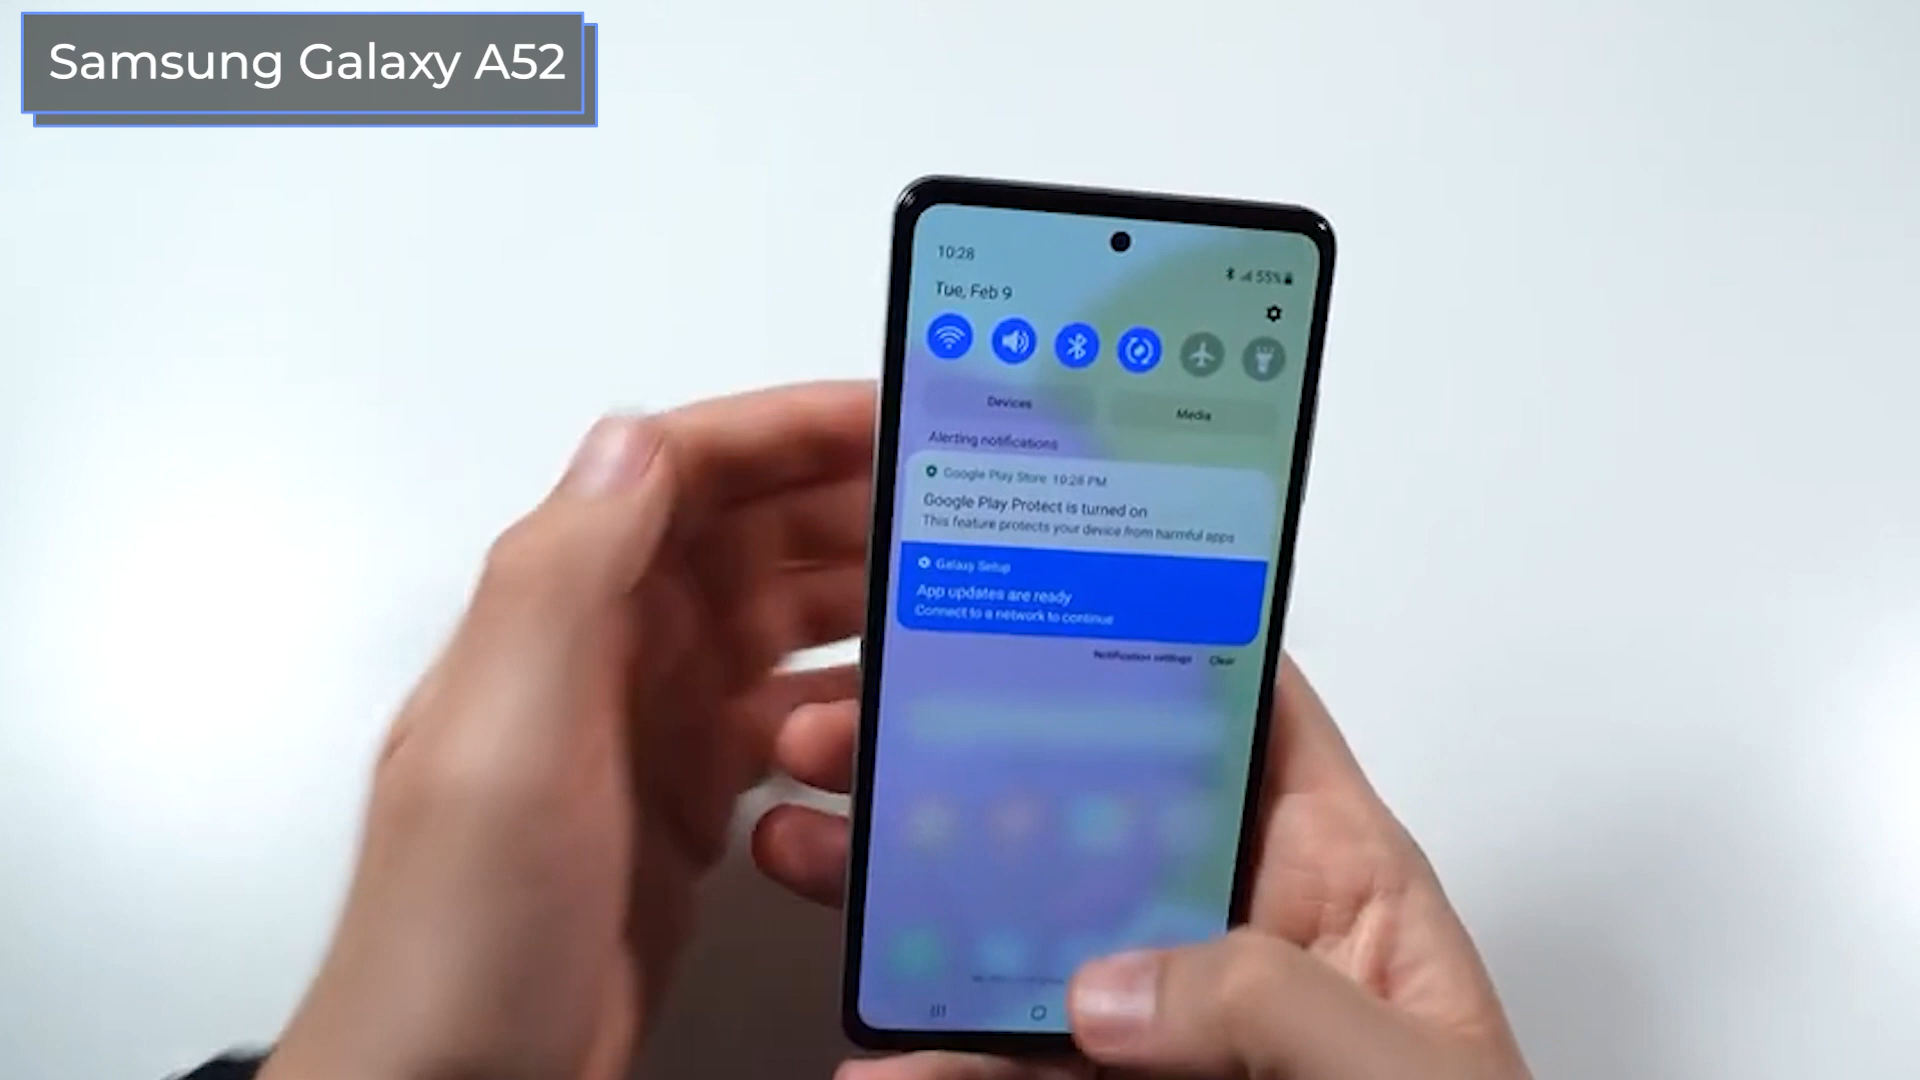 Samsung Galaxy A52
10:28
55%
Tue, Feb 9
Devices
Media
Alerting notifications
Google Play Store 10:28 PM
Google Play Protect is turned on
This feature protects your device from harmful apps
Galaxy Setup
App updates are ready
Connect to a network to continue
Notification settings
Clear